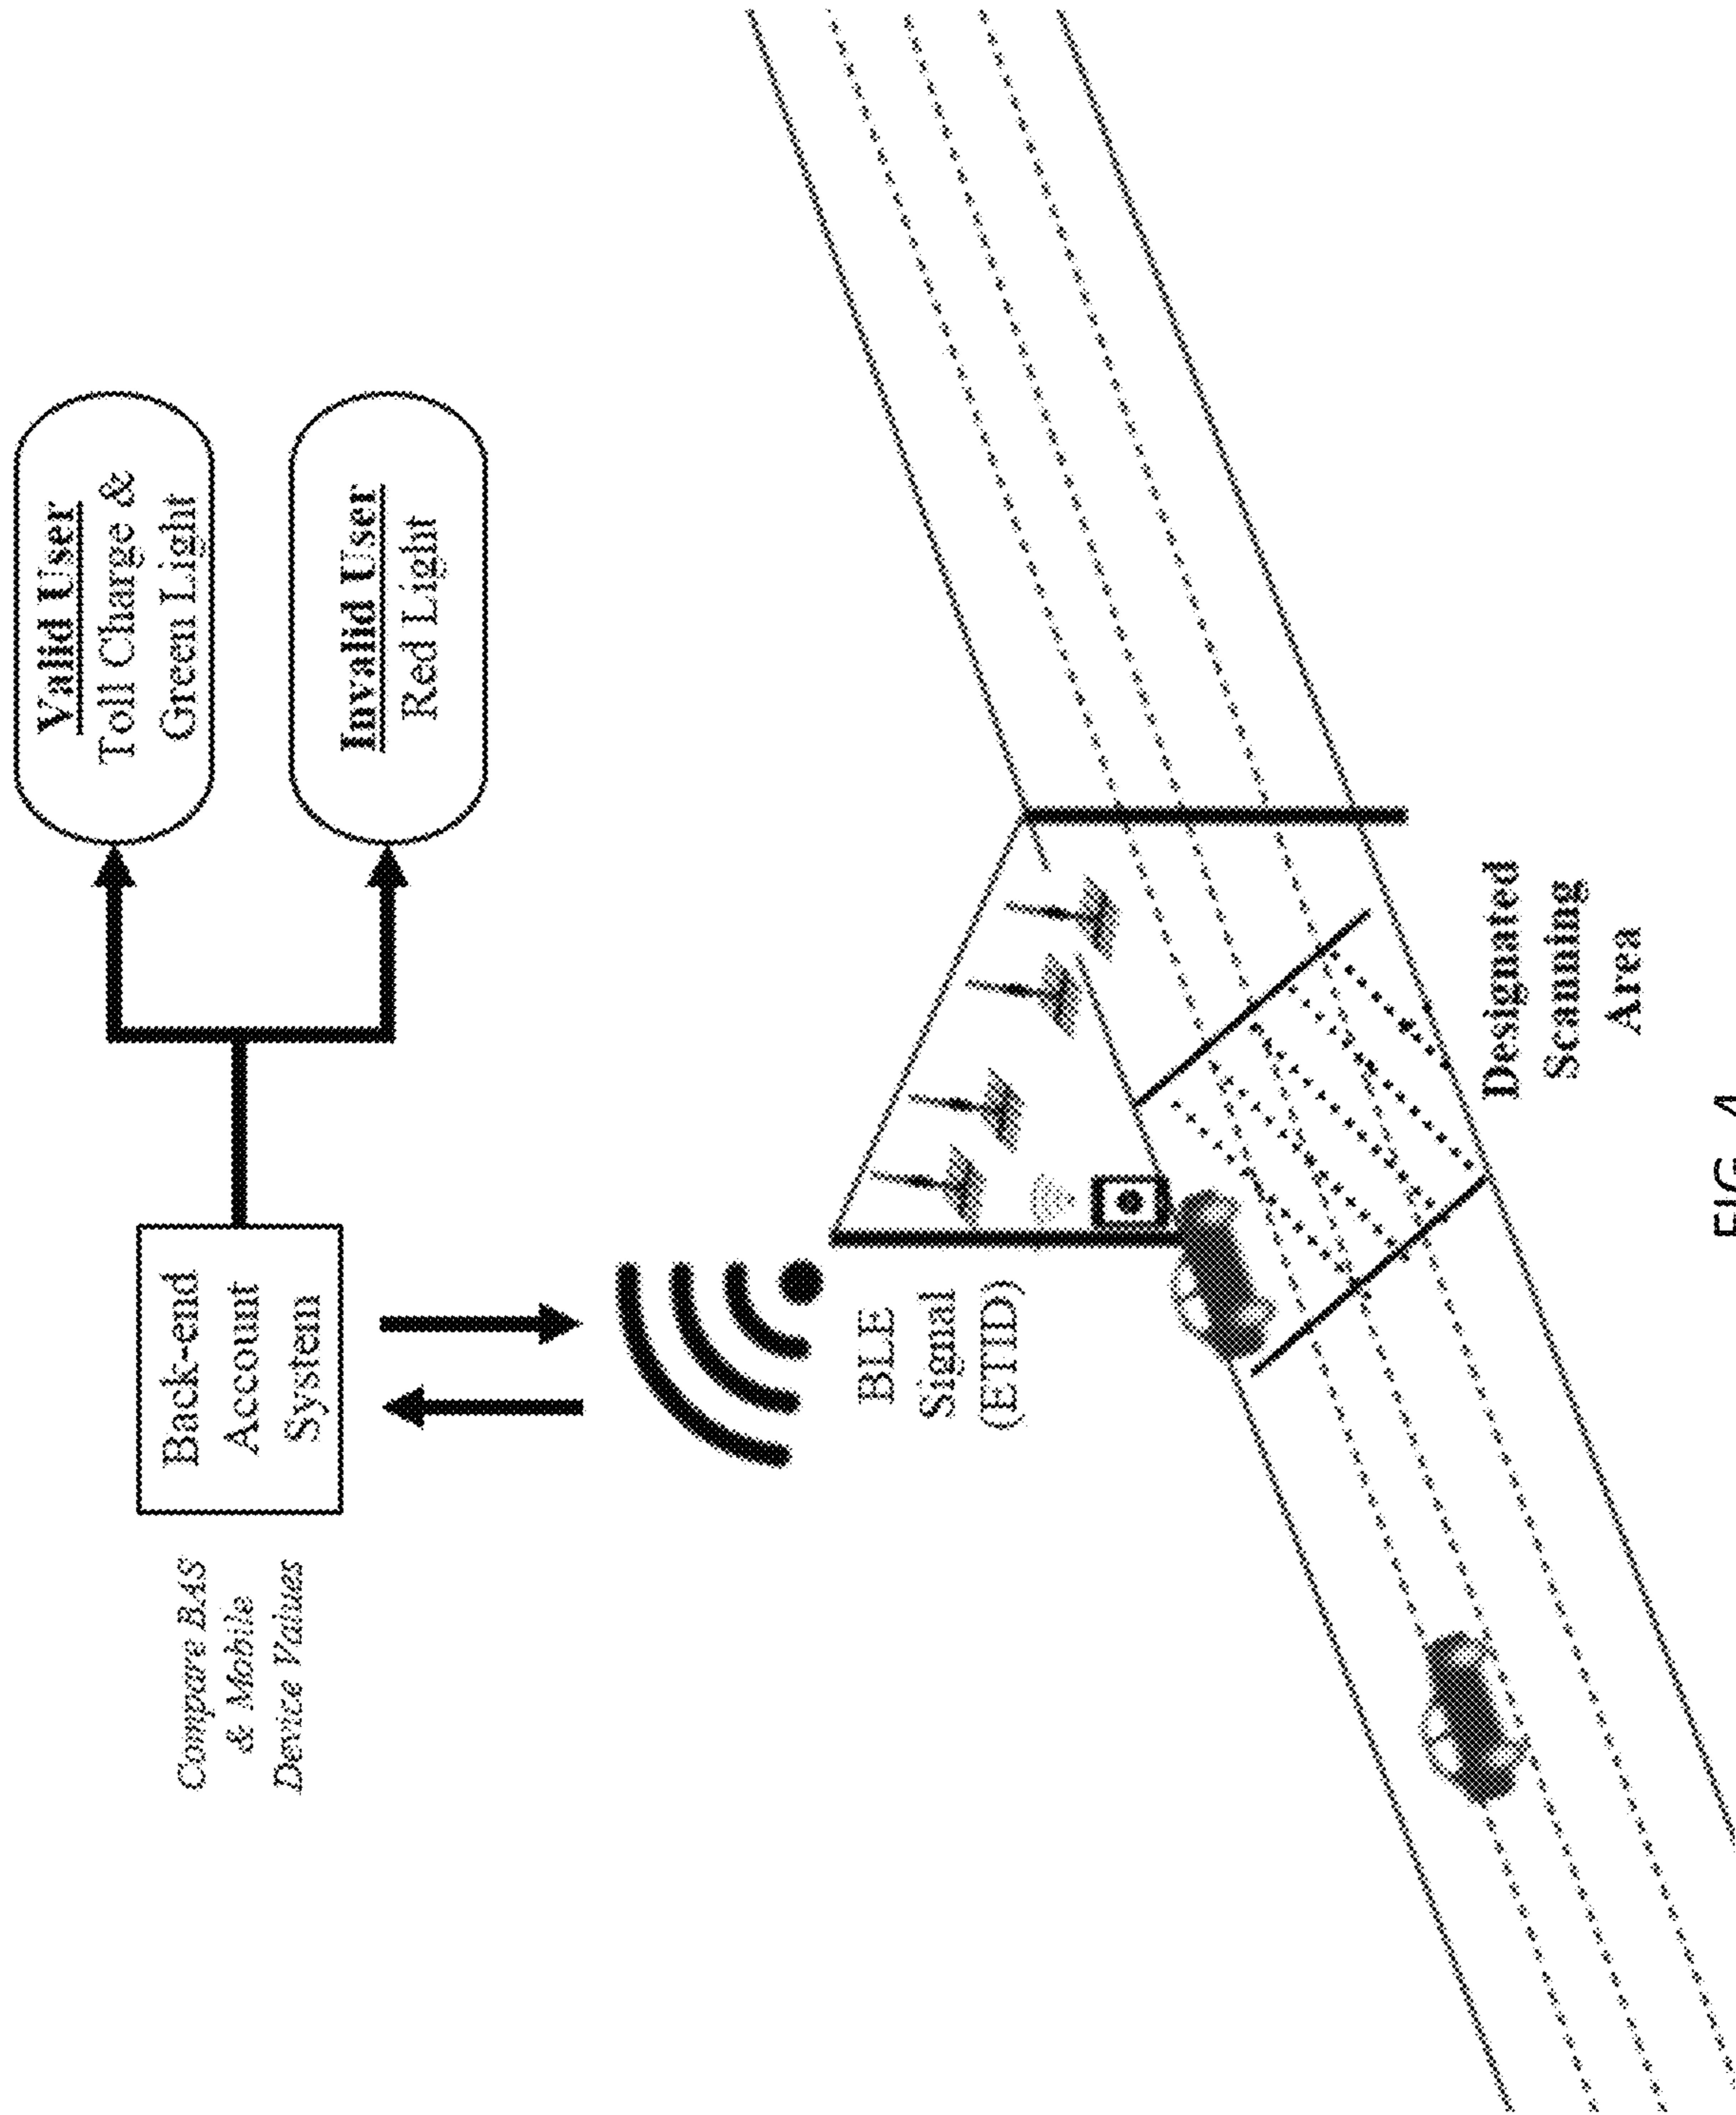 Compare BAS
& Mobile
Device Values
Back-end
Account
System
Valid User
Toll Charge &
Green Light
Invalid User
Red Light
BLE
Signal
(ETID)
Designated
Scanning
Area
FIG. 4